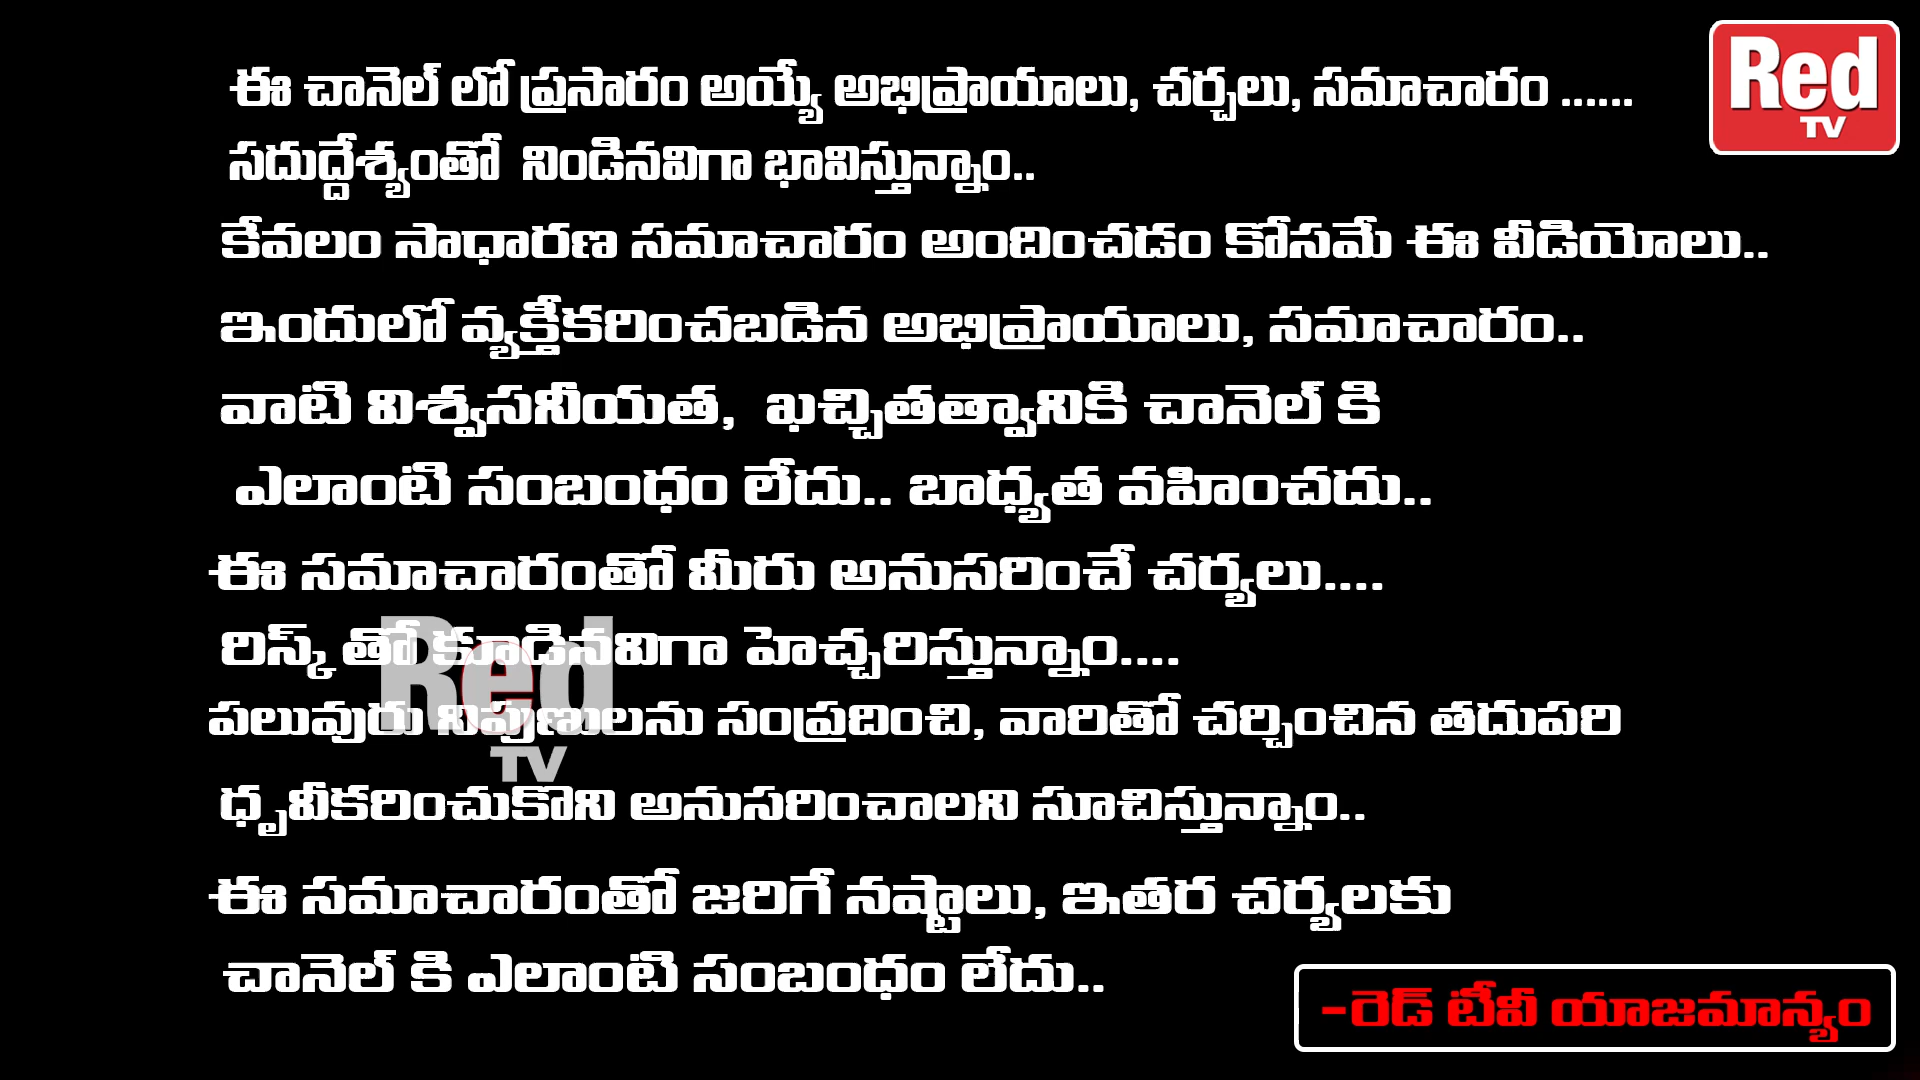 ఈ చానెల్ లో ప్రసారం అయ్యే అభిప్రాయాలు, చర్చలు, సమాచారం ......
Red
TV
సదుద్దేశ్యంతో నిండినవిగా భావిస్తున్నాం..
కేవలం సాధారణ సమాచారం అందించడం కోసమే ఈ వీడియోలు..
ఇందులో వ్యక్తీకరించబడిన అభిప్రాయాలు, సమాచారం..
వాటి విశ్వసనీయత, ఖచ్చితత్వానికి చానెల్ కి
ఎలాంటి సంబంధం లేదు.. బాధ్యత వహించదు..
ఈ సమాచారంతో మీరు అనుసరించే చర్యలు....
రిస్క్ తో కూడినవిగా హెచ్చరిస్తున్నాం....
Red
పలువురు నిపుణులను సంప్రదించి, వారితో చర్చించిన తదుపరి
TV
ధృవీకరించుకొని అనుసరించాలని సూచిస్తున్నాం..
ఈ సమాచారంతో జరిగే నష్టాలు, ఇతర చర్యలకు
చానెల్ కి ఎలాంటి సంబంధం లేదు..
-రెడ్ టీవీ యాజమాన్యం